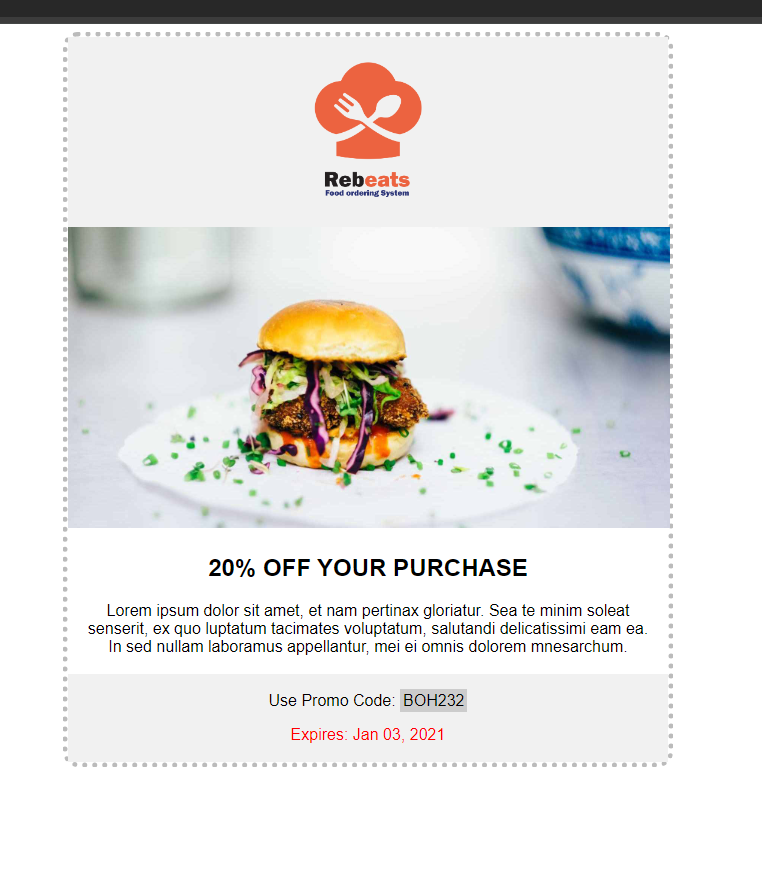 Rebeats
Food ordering System
20% OFF YOUR PURCHASE
Lorem ipsum dolor sit amet, et nam pertinax gloriatur. Sea te minim soleat
senserit, ex quo luptatum tacimates voluptatum, salutandi delicatissimi eam ea.
In sed nullam laboramus appellantur, mei ei omnis dolorem mnesarchum.
Use Promo Code: BOH232
Expires: Jan 03, 2021